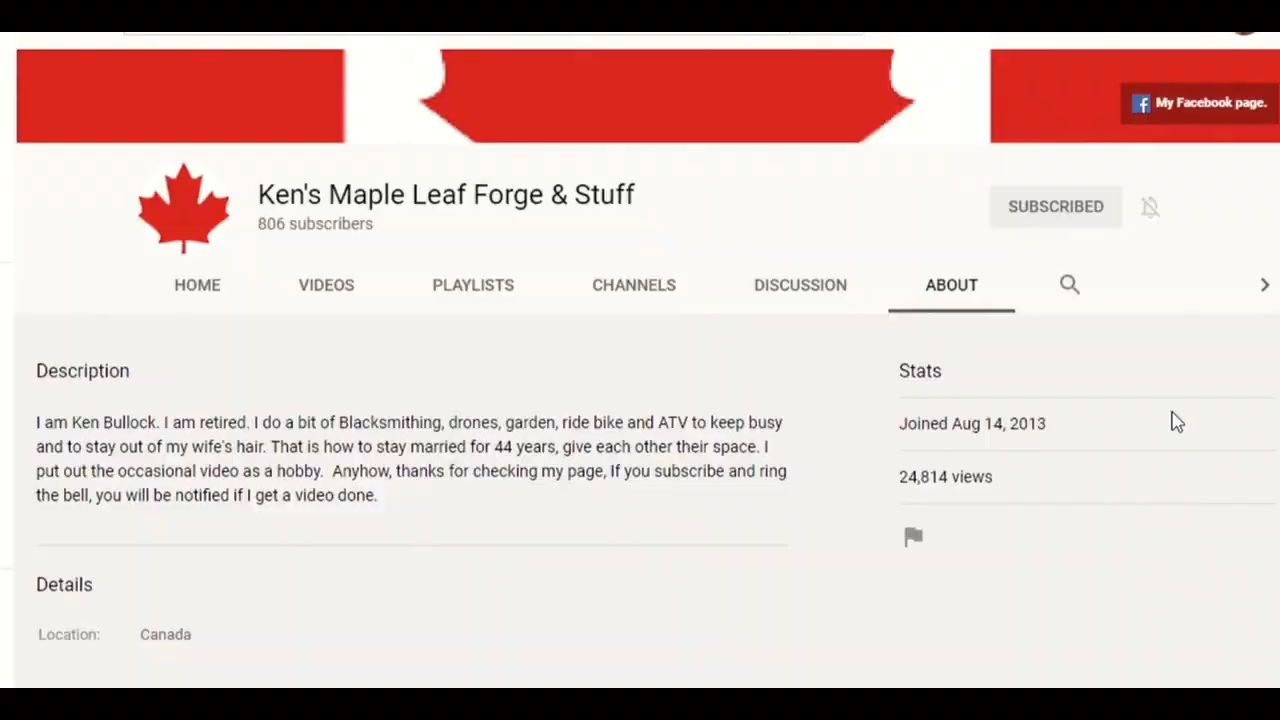 My Facebook page.
Ken's Maple Leaf Forge & Stuff
806 subscribers
SUBSCRIBED
HOME VIDEOS PLAYLISTS CHANNELS DISCUSSION ABOUT
Description
I am Ken Bullock. I am retired. I do a bit of Blacksmithing, drones, garden, ride bike and ATV to keep busy
and to stay out of my wife's hair. That is how to stay married for 44 years, give each other their space. I
put out the occasional video as a hobby.  Anyhow, thanks for checking my page, If you subscribe and ring
the bell, you will be notified if I get a video done.
Stats
Joined Aug 14, 2013
24,814 views
Details
Location: Canada